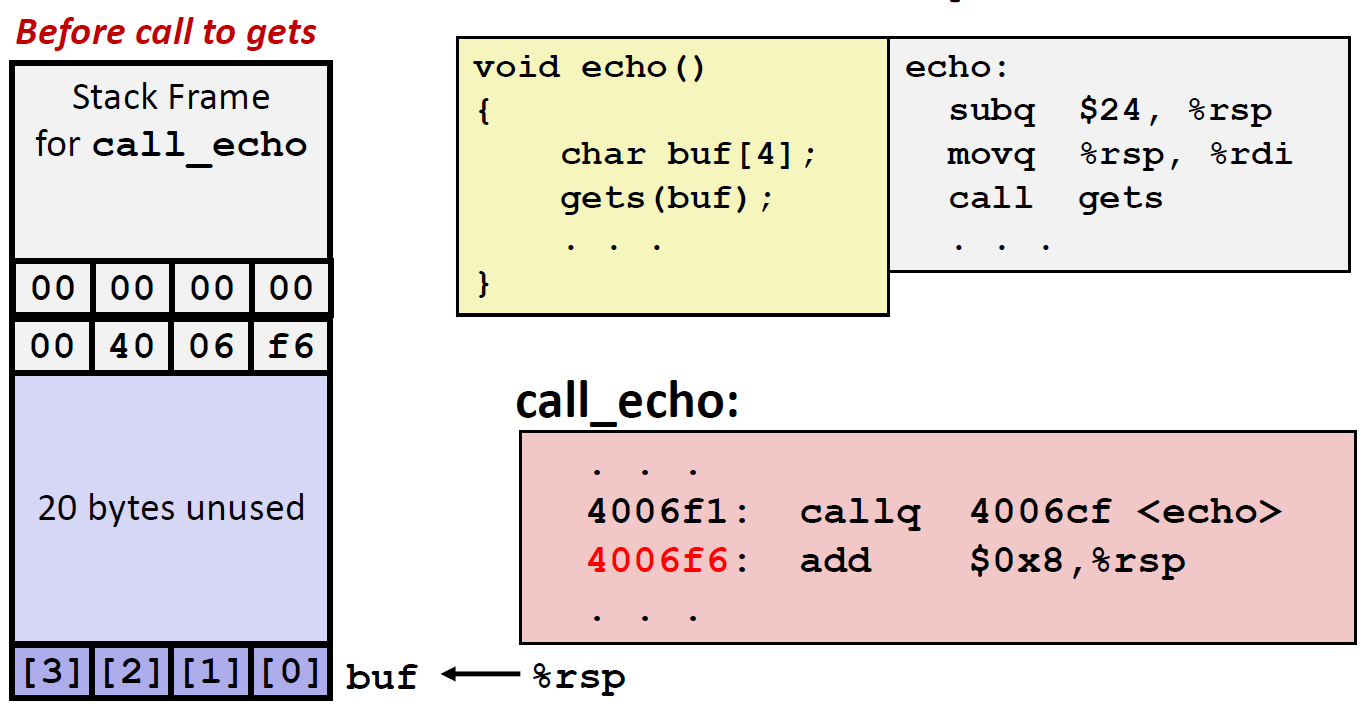 Before call to gets
Stack Frame
for call_echo
00 00 00 00
00 40 06 f6
20 bytes unused
[3] [2] [1] [0]
buf
%rsp
void echo()
{
char buf[4];
gets(buf);
. . .
}
echo:
subq $24, %rsp
movq %rsp, %rdi
call gets
. . .
call_echo:
. . .
4006f1: callq 4006cf <echo>
4006f6: add $0x8,%rsp
. . .